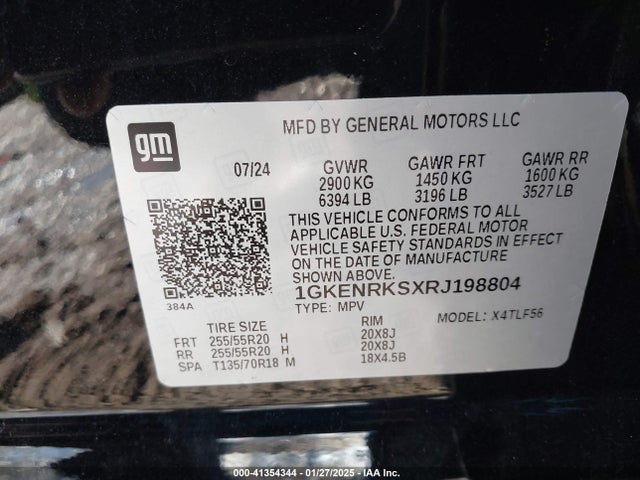 MFD BY GENERAL MOTORS LLC
gm
07/24 GVWR GAWR FRT GAWR RR
2900 KG 1450 KG 1600 KG
6394 LB 3196 LB 3527 LB
THIS VEHICLE CONFORMS TO ALL
APPLICABLE U.S. FEDERAL MOTOR
VEHICLE SAFETY STANDARDS IN EFFECT
ON THE DATE OF MANUFACTURE
SHOWN ABOVE.
384A
1GKENRKSXRJ198804
TYPE: MPV MODEL: X4TLF56
TIRE SIZE RIM
FRT 255/55R20 H 20X8J
RR 255/55R20 H 20X8J
SPA T135/70R18 M 18X4.5B
000-41354344 — 01/27/2025 — IAA Inc.